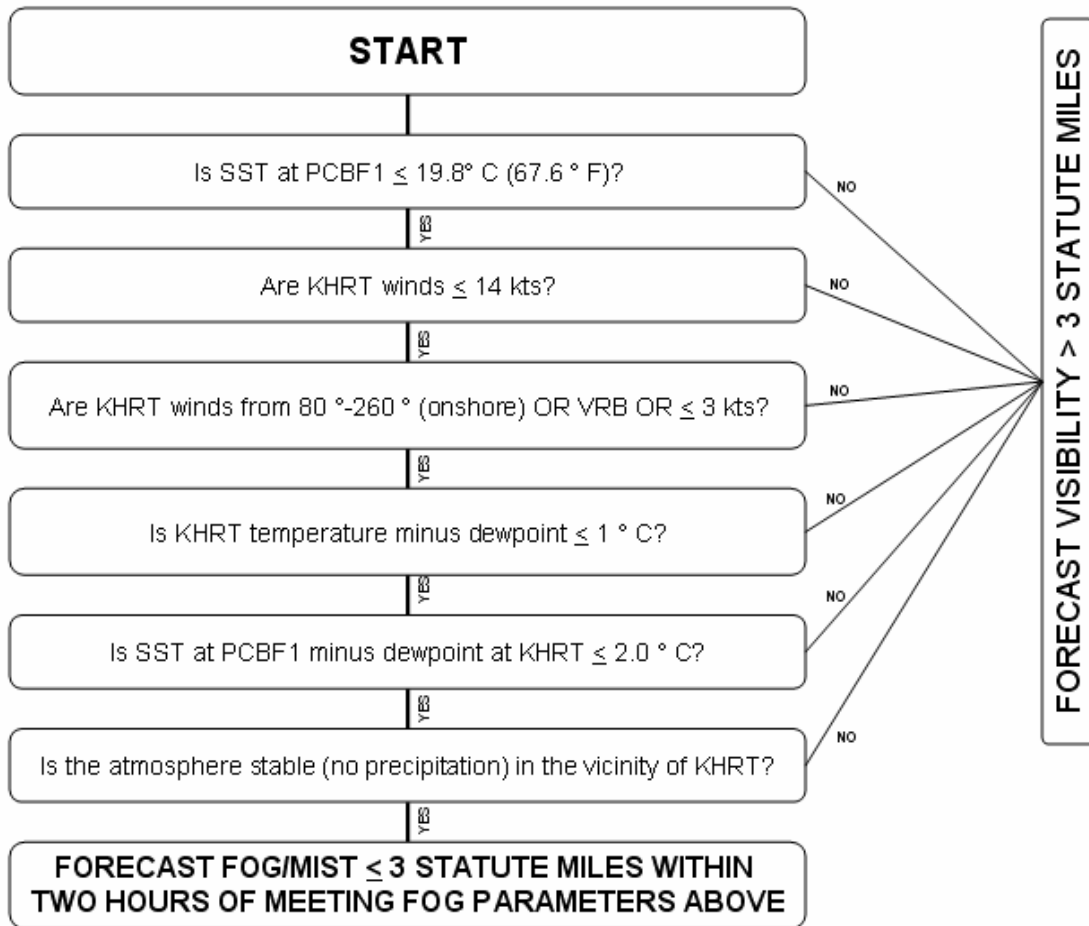 START
Is SST at PCBF1 ≤ 19.8° C (67.6 ° F)?
NO
YES
Are KHRT winds ≤ 14 kts?
NO
YES
Are KHRT winds from 80 °-260 ° (onshore) OR VRB OR ≤ 3 kts?
NO
YES
Is KHRT temperature minus dewpoint ≤ 1 ° C?
NO
YES
Is SST at PCBF1 minus dewpoint at KHRT ≤ 2.0 ° C?
NO
YES
Is the atmosphere stable (no precipitation) in the vicinity of KHRT?
NO
YES
FORECAST FOG/MIST ≤ 3 STATUTE MILES WITHIN
TWO HOURS OF MEETING FOG PARAMETERS ABOVE
FORECAST VISIBILITY > 3 STATUTE MILES